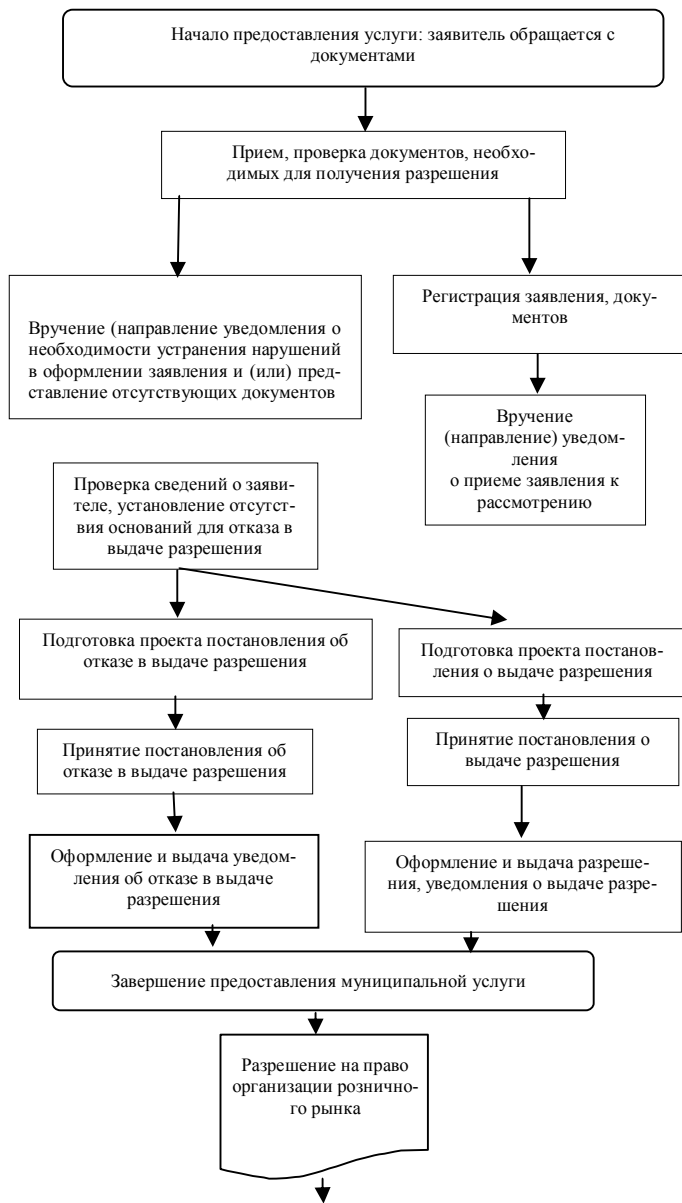 Начало предоставления услуги: заявитель обращается с
документами
Прием, проверка документов, необхо-
димых для получения разрешения
Вручение (направление уведомления о
необходимости устранения нарушений
в оформлении заявления и (или) пред-
ставление отсутствующих документов
Регистрация заявления, доку-
ментов
Вручение
(направление) уведом-
ления
о приеме заявления к
рассмотрению
Проверка сведений о заяви-
теле, установление отсутст-
вия оснований для отказа в
выдаче разрешения
Подготовка проекта постановления об
отказе в выдаче разрешения
Подготовка проекта постанов-
ления о выдаче разрешения
Принятие постановления об
отказе в выдаче разрешения
Принятие постановления о
выдаче разрешения
Оформление и выдача уведом-
ления об отказе в выдаче
разрешения
Оформление и выдача разреше-
ния, уведомления о выдаче разре-
шения
Завершение предоставления муниципальной услуги
Разрешение на право
организации рознично-
го рынка